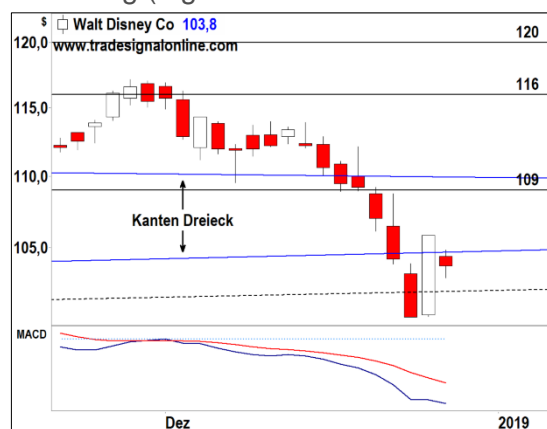 $ Walt Disney Co 103,8
120,0
www.tradesignalonline.com
120
116
115,0
110,0
109
Kanten Dreieck
105,0
MACD
Dez 2019